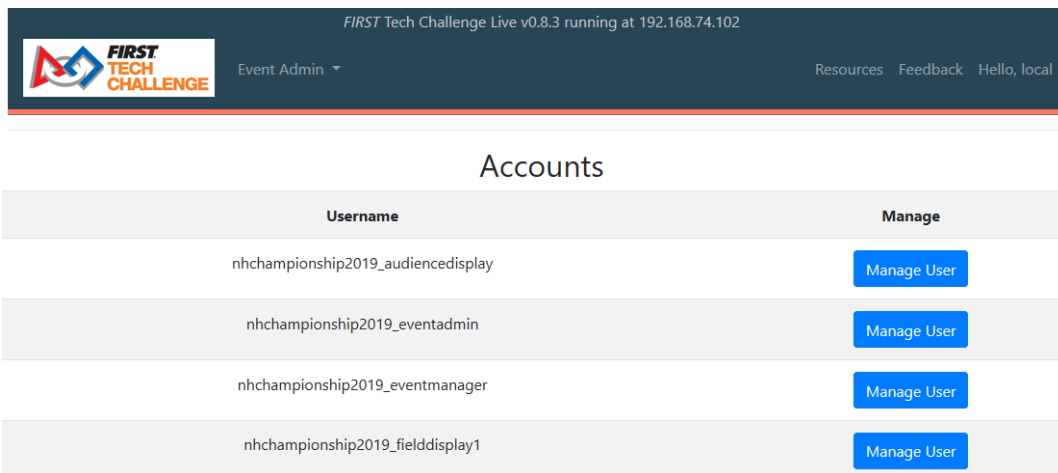 FIRST Tech Challenge Live v0.8.3 running at 192.168.74.102
FIRST
TECH
CHALLENGE
Event Admin
Resources Feedback Hello, local
Accounts
Username Manage
nhchampionship2019_audiencedisplay Manage User
nhchampionship2019_eventadmin Manage User
nhchampionship2019_eventmanager Manage User
nhchampionship2019_fielddisplay1 Manage User